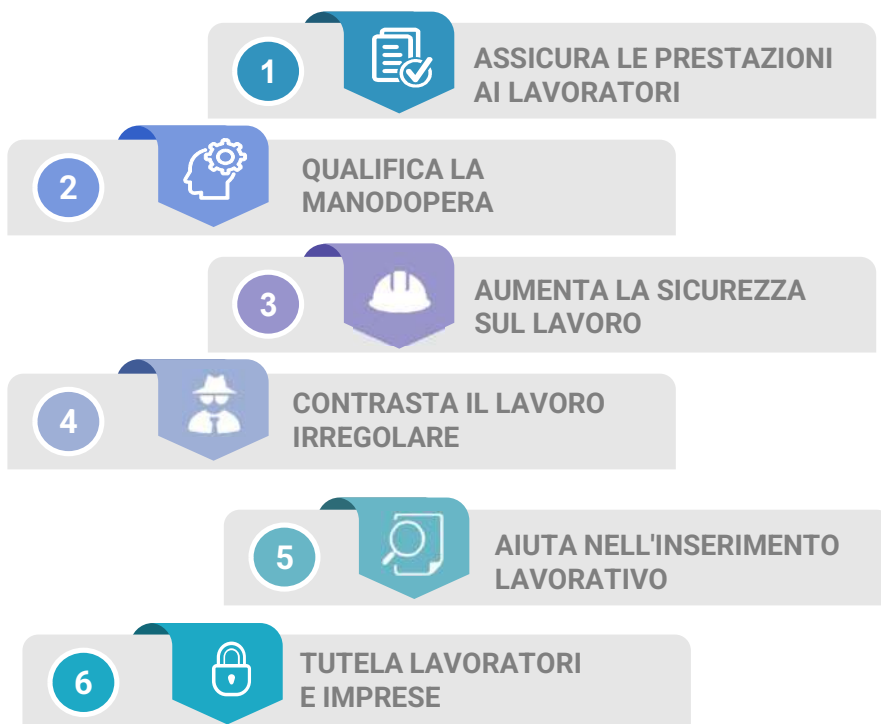 1
ASSICURA LE PRESTAZIONI
AI LAVORATORI
2
QUALIFICA LA
MANODOPERA
3
AUMENTA LA SICUREZZA
SUL LAVORO
4
CONTRASTA IL LAVORO
IRREGOLARE
5
AIUTA NELL'INSERIMENTO
LAVORATIVO
6
TUTELA LAVORATORI
E IMPRESE